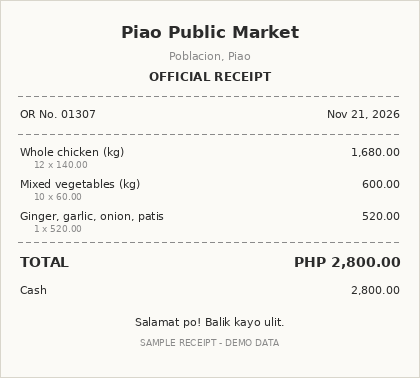 Piao Public Market
Poblacion, Piao
OFFICIAL RECEIPT
OR No. 01307 Nov 21, 2026
Whole chicken (kg) 1,680.00
12 x 140.00
Mixed vegetables (kg) 600.00
10 x 60.00
Ginger, garlic, onion, patis 520.00
1 x 520.00
TOTAL PHP 2,800.00
Cash 2,800.00
Salamat po! Balik kayo ulit.
SAMPLE RECEIPT - DEMO DATA